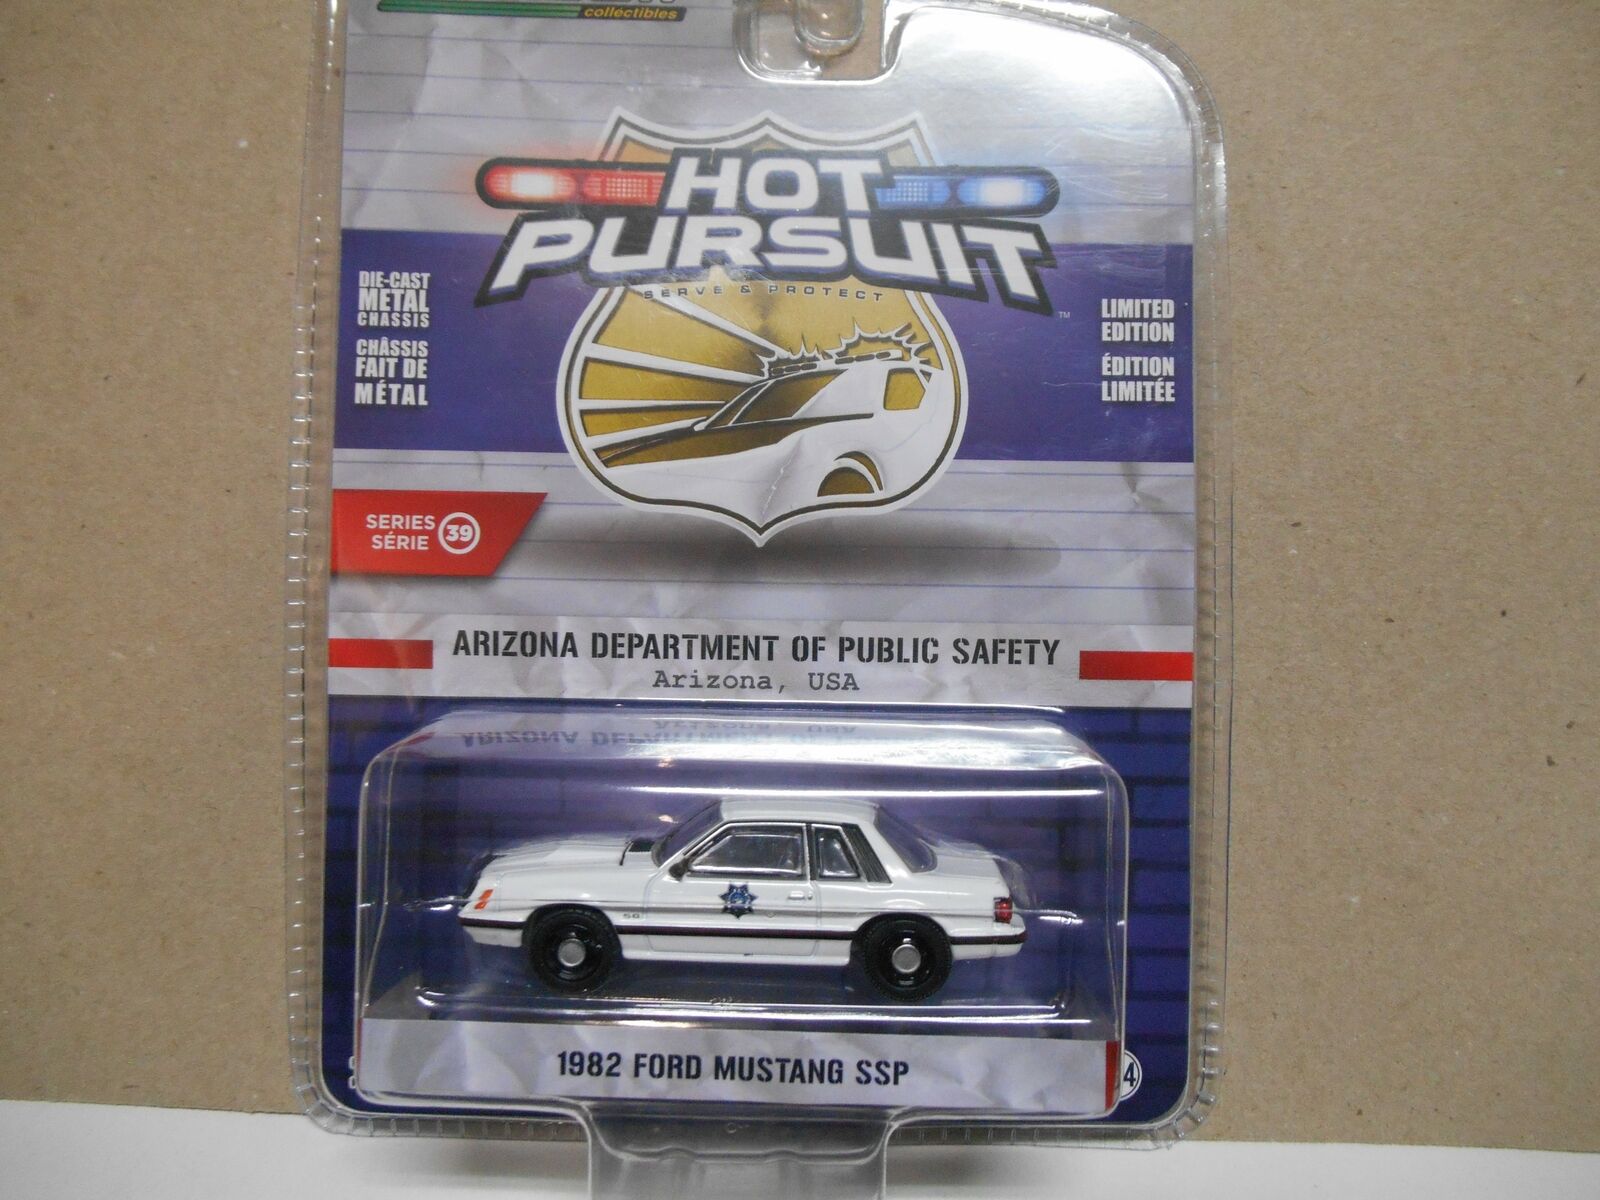 collectibles
HOT
PURSUIT
SERVE & PROTECT
TM
DIE-CAST
METAL
CHASSIS
CHÂSSIS
FAIT DE
MÉTAL
LIMITED
EDITION
ÉDITION
LIMITÉE
SERIES
SÉRIE
39
ARIZONA DEPARTMENT OF PUBLIC SAFETY
Arizona, USA
1982 FORD MUSTANG SSP